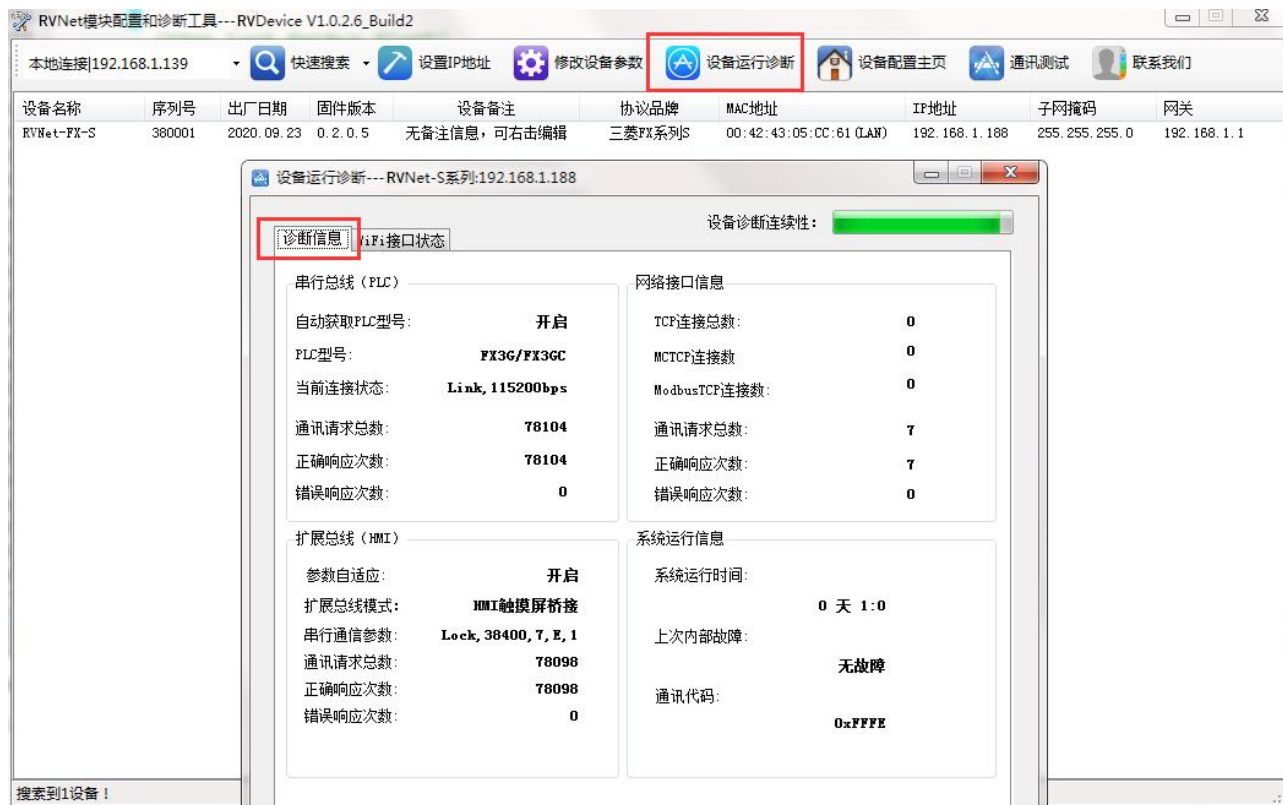 RVNet模块配置和诊断工具---RVDevice V1.0.2.6_Build2
本地连接|192.168.1.139 快速搜索 设置IP地址 修改设备参数 设备运行诊断 设备配置主页 通讯测试 联系我们
设备名称 序列号 出厂日期 固件版本 设备备注 协议品牌 MAC地址 IP地址 子网掩码 网关
RVNet-FX-S 380001 2020.09.23 0.2.0.5 无备注信息，可右击编辑 三菱FX系列S 00:42:43:05:CC:61(LAN) 192.168.1.188 255.255.255.0 192.168.1.1
设备运行诊断---RVNet-S系列:192.168.1.188
设备诊断连续性：
诊断信息 WiFi接口状态
串行总线（PLC）
自动获取PLC型号: 开启
PLC型号: FX3G/FX3GC
当前连接状态: Link,115200bps
通讯请求总数: 78104
正确响应次数: 78104
错误响应次数: 0
网络接口信息
TCP连接总数: 0
MCTCP连接数 0
ModbusTCP连接数: 0
通讯请求总数: 7
正确响应次数: 7
错误响应次数: 0
扩展总线（HMI）
参数自适应: 开启
扩展总线模式: HMI触摸屏桥接
串行通信参数: Lock,38400,7,E,1
通讯请求总数: 78098
正确响应次数: 78098
错误响应次数: 0
系统运行信息
系统运行时间:
0 天 1:0
上次内部故障:
无故障
通讯代码:
0xFFFE
搜索到1设备！